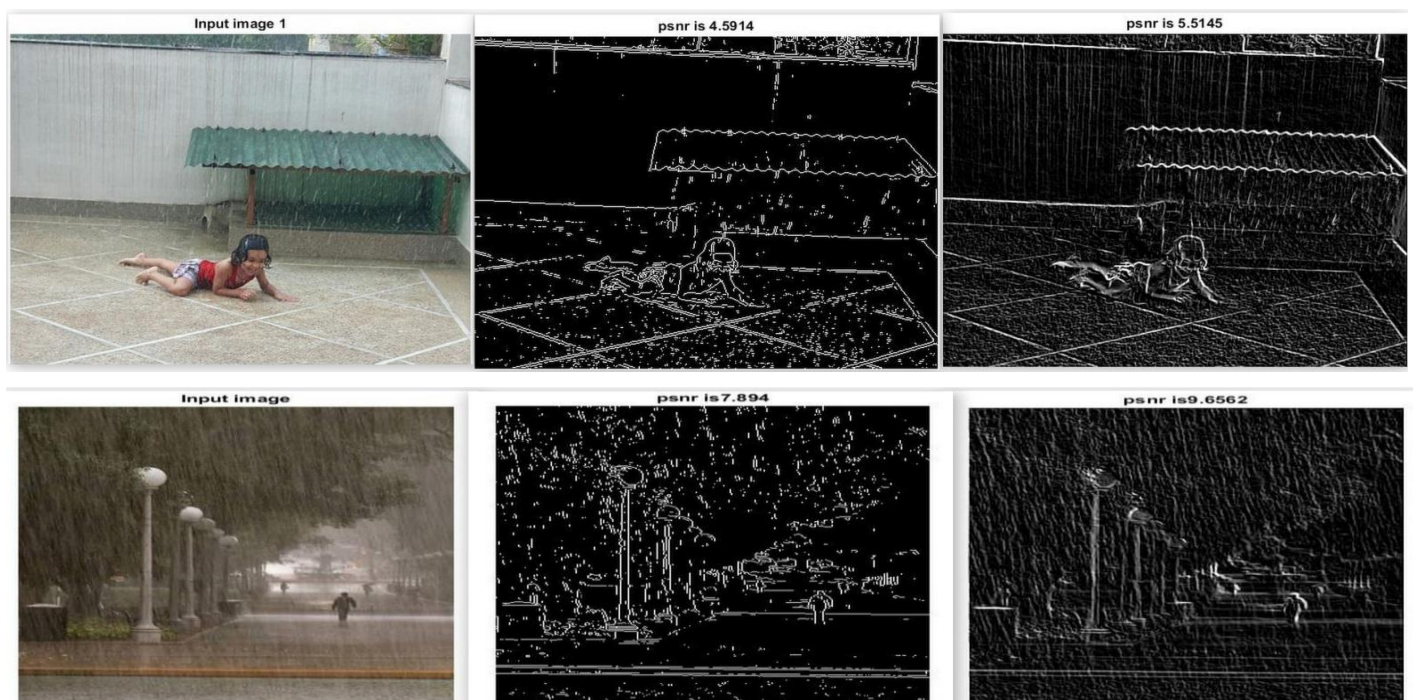 Input image 1
psnr is 4.5914
psnr is 5.5145
Input image
psnr is7.894
psnr is9.6562